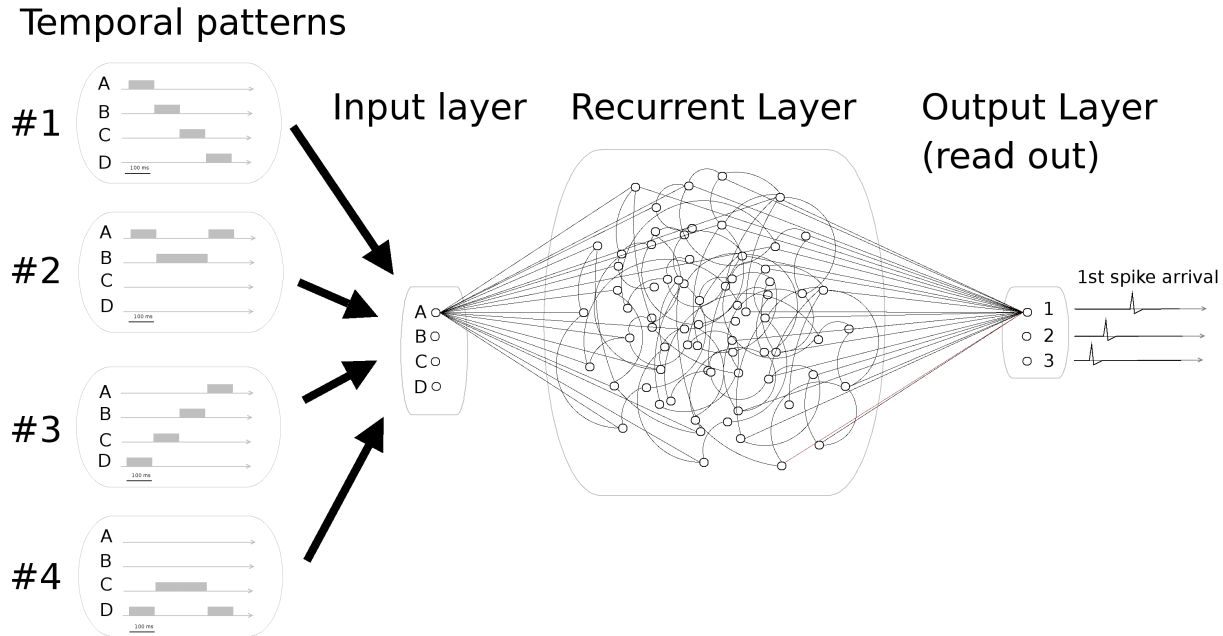 Temporal patterns
#1
A
B
C
D
100 ms
#2
A
B
C
D
100 ms
#3
A
B
C
D
100 ms
#4
A
B
C
D
100 ms
Input layer
A
B
C
D
Recurrent Layer
Output Layer
(read out)
1st spike arrival
1
2
3